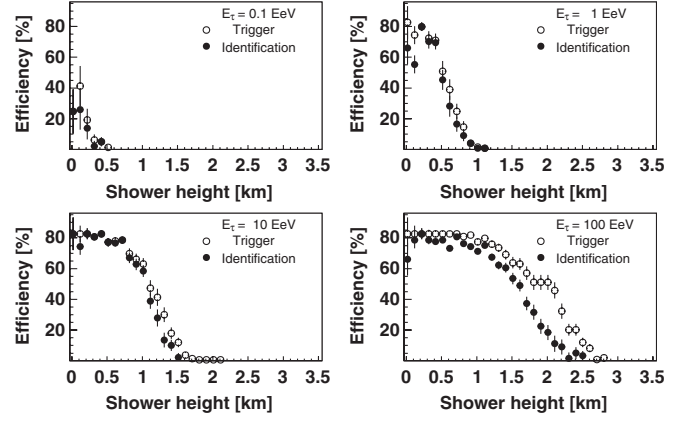 E_τ = 0.1 EeV
Trigger
Identification
Efficiency [%]
80
60
40
20
0 0.5 1 1.5 2 2.5 3 3.5
Shower height [km]
E_τ = 1 EeV
Trigger
Identification
Efficiency [%]
80
60
40
20
0 0.5 1 1.5 2 2.5 3 3.5
Shower height [km]
E_τ = 10 EeV
Trigger
Identification
Efficiency [%]
80
60
40
20
0 0.5 1 1.5 2 2.5 3 3.5
Shower height [km]
E_τ = 100 EeV
Trigger
Identification
Efficiency [%]
80
60
40
20
0 0.5 1 1.5 2 2.5 3 3.5
Shower height [km]